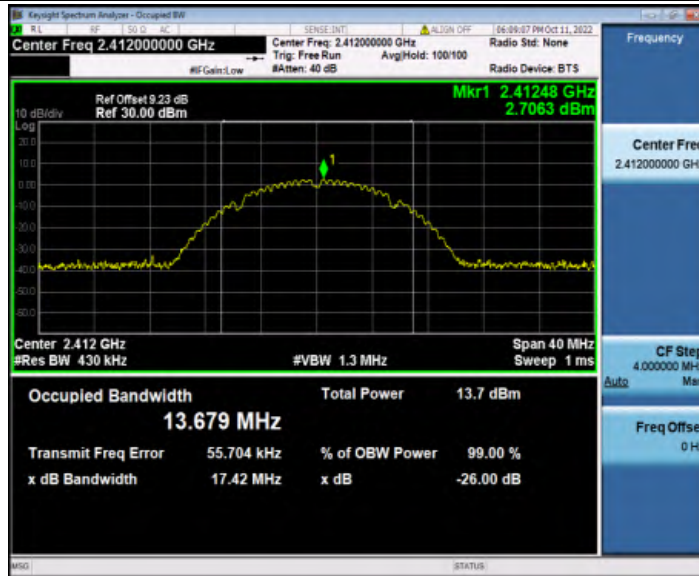 Keysight Spectrum Analyzer - Occupied BW
RL RF 50 Ω AC SENSE:INT ALIGN OFF 06:09:07 PM Oct 11, 2022
Center Freq 2.412000000 GHz Center Freq: 2.412000000 GHz Radio Std: None
Trig: Free Run Avg|Hold: 100/100
#IFGain:Low #Atten: 40 dB Radio Device: BTS
Frequency
Mkr1 2.41248 GHz
2.7063 dBm
Ref Offset 9.23 dB
10 dB/div Ref 30.00 dBm
Log
20.0
10.0
0.00
-10.0
-20.0
-30.0
-40.0
-50.0
-60.0
1
Center 2.412 GHz Span 40 MHz
#Res BW 430 kHz #VBW 1.3 MHz Sweep 1 ms
Occupied Bandwidth Total Power 13.7 dBm
13.679 MHz
Transmit Freq Error 55.704 kHz % of OBW Power 99.00 %
x dB Bandwidth 17.42 MHz x dB -26.00 dB
Center Fre
2.412000000 GH
CF Step
4.000000 MH
Auto Ma
Freq Offse
0 H
MSG STATUS